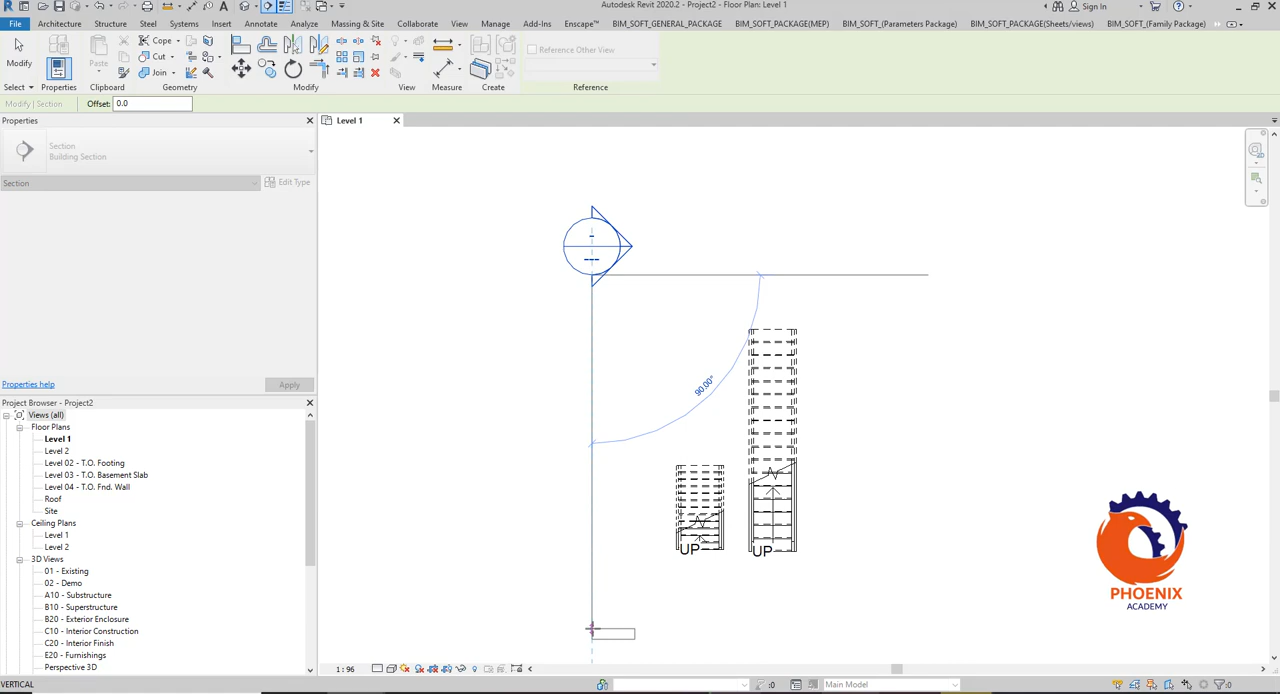 Autodesk Revit 2020.2 - Project2 - Floor Plan: Level 1
Sign In
File Architecture Structure Steel Systems Insert Annotate Analyze Massing & Site Collaborate View Manage Add-Ins Enscape™ BIM_SOFT_GENERAL_PACKAGE BIM_SOFT_PACKAGE(MEP) BIM_SOFT_(Parameters Package) BIM_SOFT_PACKAGE(Sheets/views) BIM_SOFT_(Family Package)
Modify
Paste
Cope
Cut
Join
Reference Other View
Select Properties Clipboard Geometry Modify View Measure Create Reference
Modify | Section Offset: 0.0
Properties
Level 1
Section
Building Section
Section
Edit Type
Properties help
Apply
Project Browser - Project2
Views (all)
Floor Plans
Level 1
Level 2
Level 02 - T.O. Footing
Level 03 - T.O. Basement Slab
Level 04 - T.O. Fnd. Wall
Roof
Site
Ceiling Plans
Level 1
Level 2
3D Views
01 - Existing
02 - Demo
A10 - Substructure
B10 - Superstructure
B20 - Exterior Enclosure
C10 - Interior Construction
C20 - Interior Finish
E20 - Furnishings
Perspective 3D
90.00°
UP
UP
PHOENIX
ACADEMY
1 : 96
VERTICAL
:0
Main Model
:0